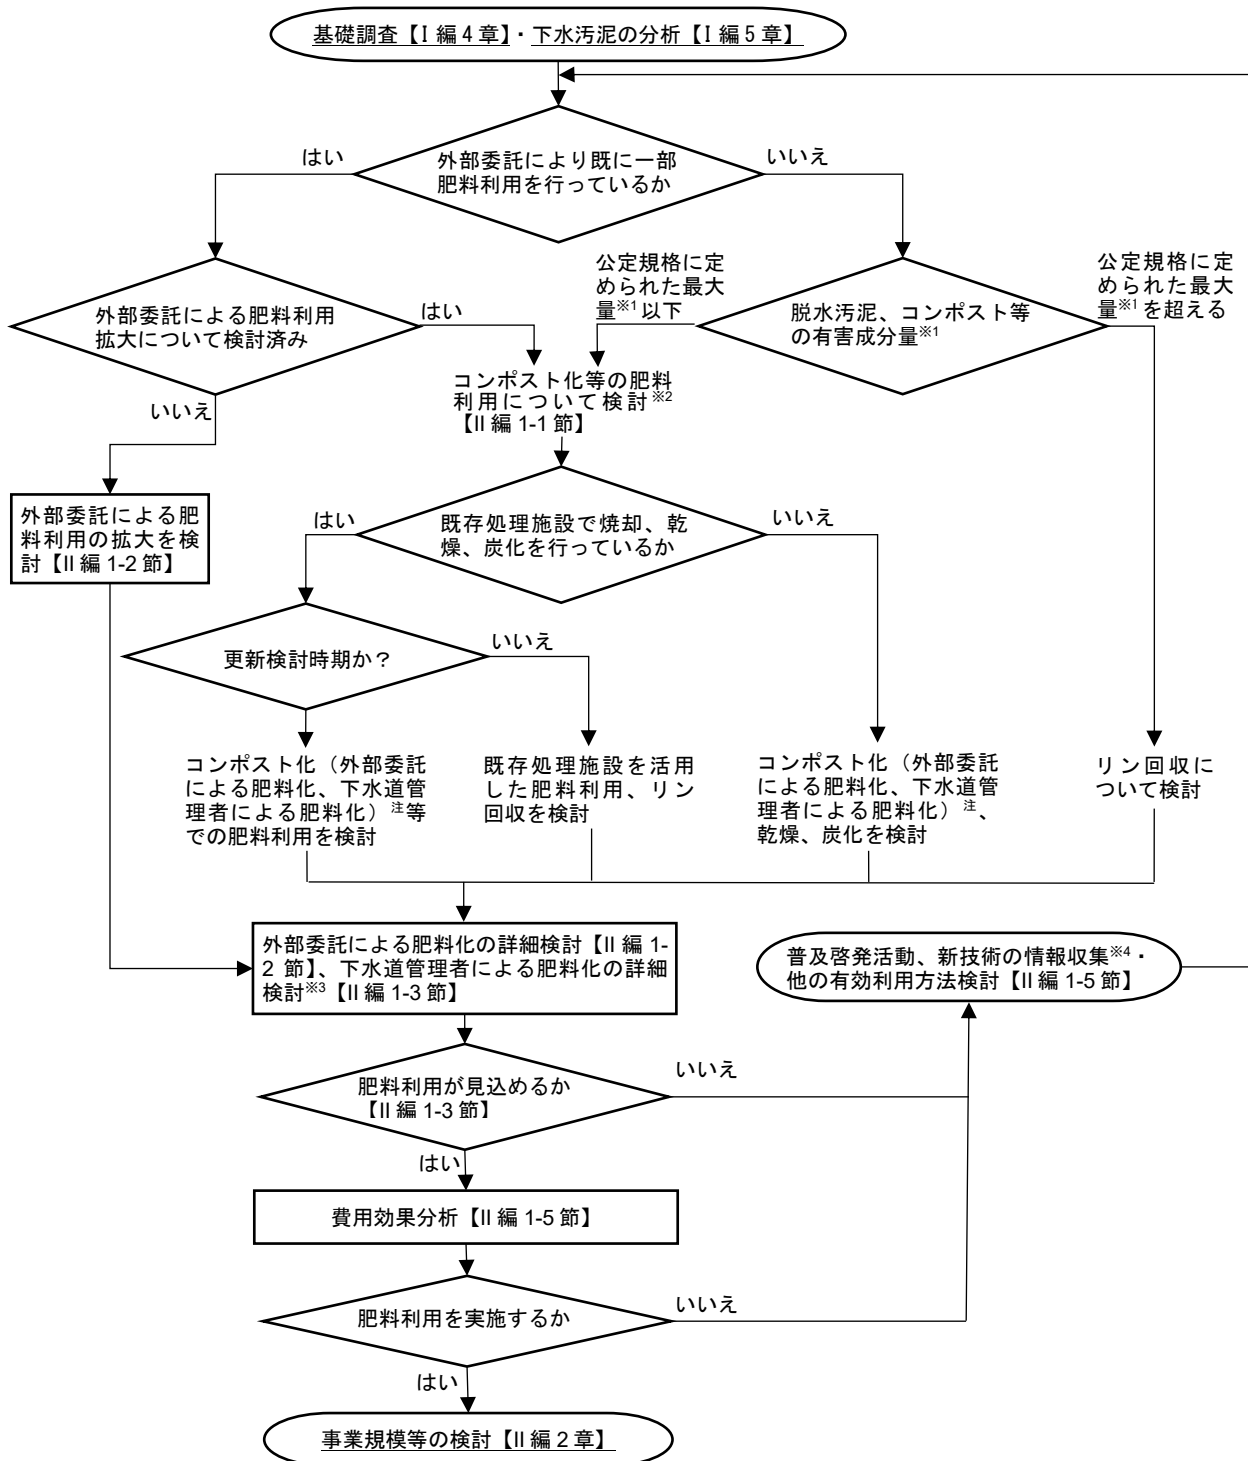 基礎調査【Ⅰ編4章】・下水汚泥の分析【Ⅰ編5章】
外部委託により既に一部
肥料利用を行っているか
はい
いいえ
外部委託による肥料利用
拡大について検討済み
はい
いいえ
公定規格に定
められた最大
量※1以下
脱水汚泥、コンポスト等
の有害成分量※1
公定規格に定
められた最大
量※1を超える
コンポスト化等の肥料
利用について検討※2
【II編1-1節】
外部委託による肥
料利用の拡大を検
討【II編1-2節】
既存処理施設で焼却、乾
燥、炭化を行っているか
はい
いいえ
更新検討時期か?
いいえ
コンポスト化(外部委託
による肥料化、下水道管
理者による肥料化)注等
での肥料利用を検討
既存処理施設を活用
した肥料利用、リン
回収を検討
コンポスト化(外部委託
による肥料化、下水道管
理者による肥料化)注、
乾燥、炭化を検討
リン回収に
ついて検討
外部委託による肥料化の詳細検討【II編1-
2節】、下水道管理者による肥料化の詳細
検討※3【II編1-3節】
普及啓発活動、新技術の情報収集※4・
他の有効利用方法検討【II編1-5節】
肥料利用が見込めるか
【II編1-3節】
いいえ
はい
費用効果分析【II編1-5節】
肥料利用を実施するか
いいえ
はい
事業規模等の検討【II編2章】